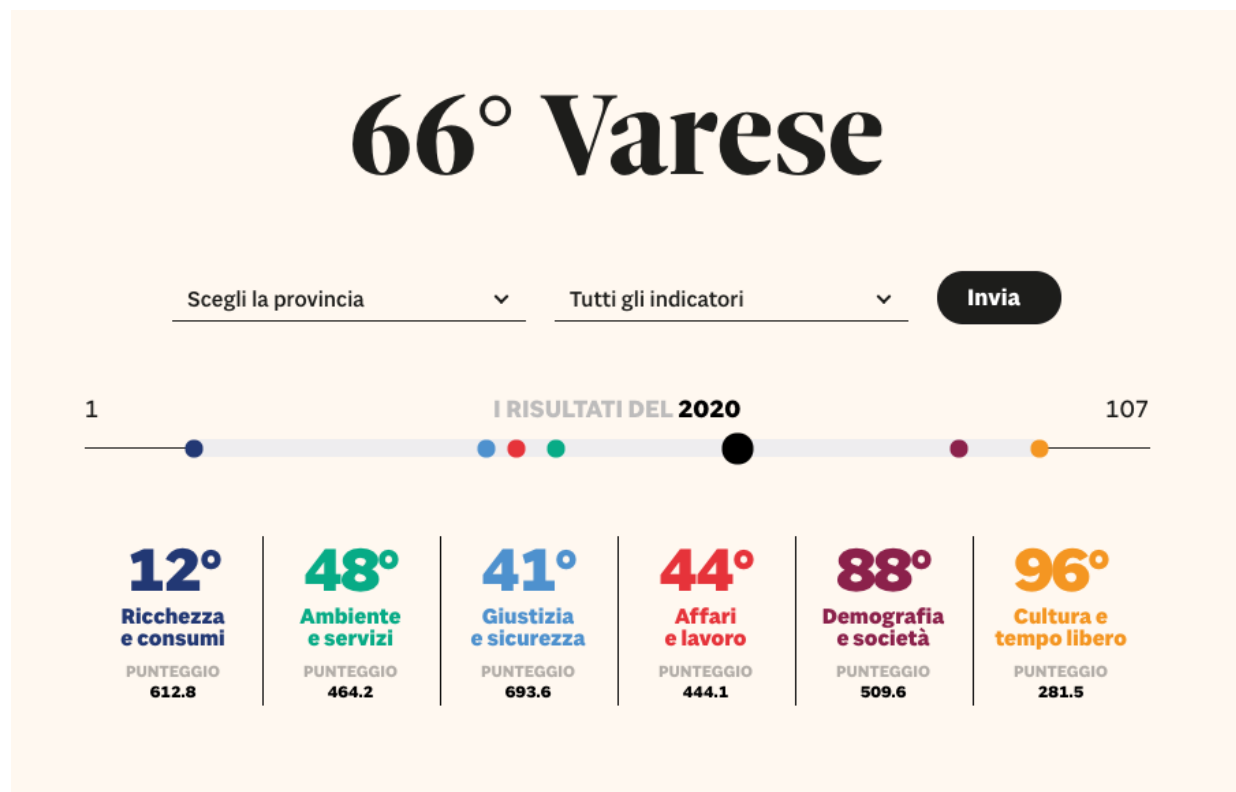 66° Varese
Scegli la provincia
Tutti gli indicatori
Invia
1
I RISULTATI DEL 2020
107
12°
Ricchezza
e consumi
PUNTEGGIO
612.8
48°
Ambiente
e servizi
PUNTEGGIO
464.2
41°
Giustizia
e sicurezza
PUNTEGGIO
693.6
44°
Affari
e lavoro
PUNTEGGIO
444.1
88°
Demografia
e società
PUNTEGGIO
509.6
96°
Cultura e
tempo libero
PUNTEGGIO
281.5